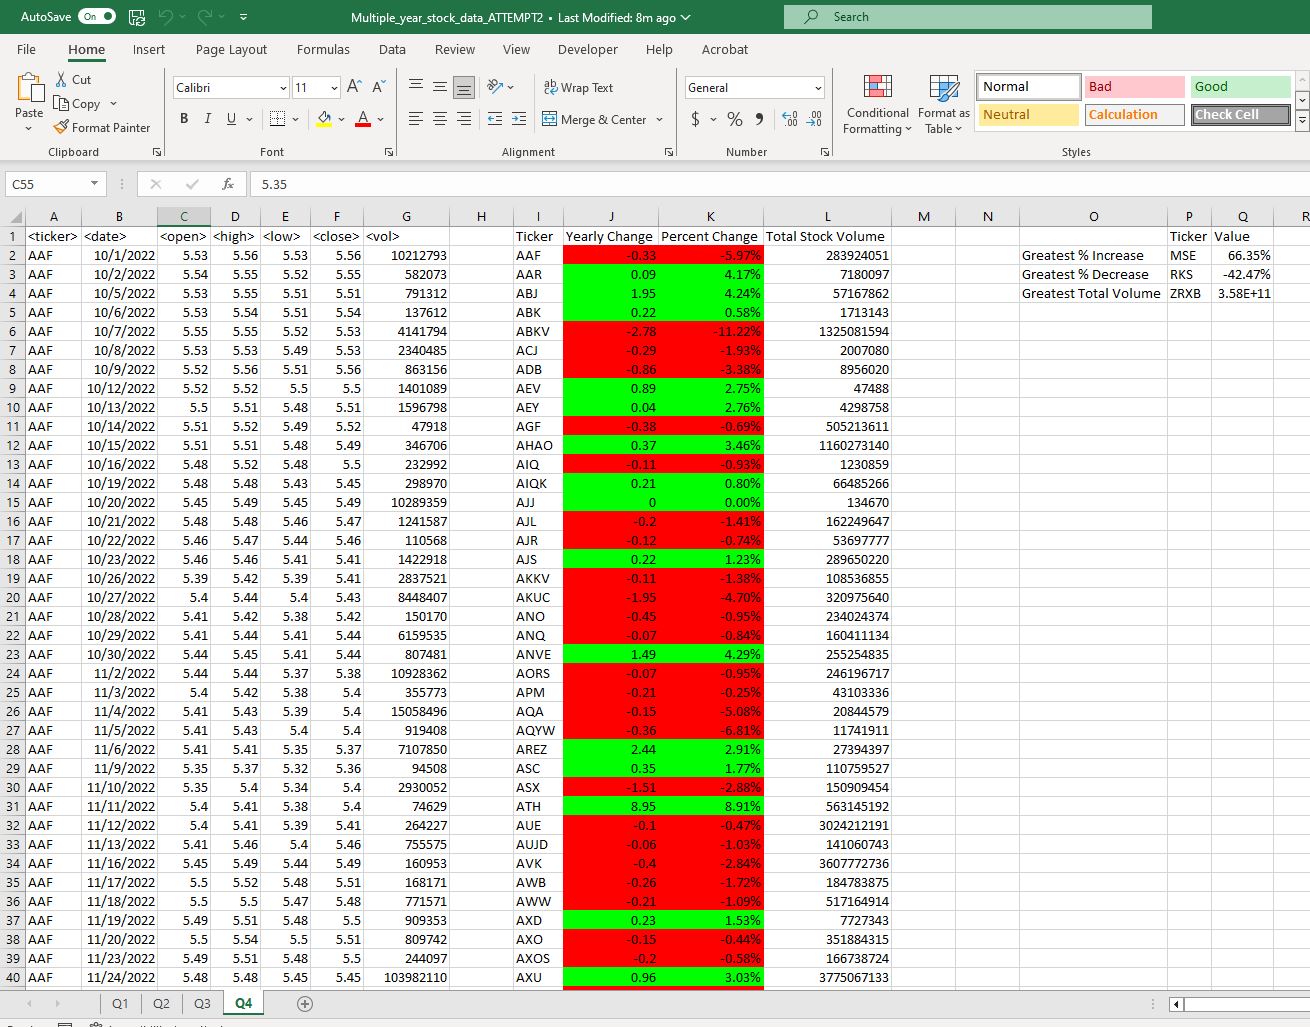 AutoSave On Multiple_year_stock_data_ATTEMPT2 • Last Modified: 8m ago Search
File Home Insert Page Layout Formulas Data Review View Developer Help Acrobat
Paste Cut Copy Format Painter Clipboard
Calibri 11 B I U A A A Font
ab Wrap Text Merge & Center Alignment
General $ % 9 Number
Conditional Formatting Format as Table
Normal Bad Good
Neutral Calculation Check Cell
Styles
C55 fx 5.35
A B C D E F G H I J K L M N O P Q R
1 <ticker> <date> <open> <high> <low> <close> <vol> Ticker Yearly Change Percent Change Total Stock Volume Ticker Value
2 AAF 10/1/2022 5.53 5.56 5.53 5.56 10212793 AAF -0.33 -5.97% 283924051 Greatest % Increase MSE 66.35%
3 AAF 10/2/2022 5.54 5.55 5.52 5.55 582073 AAR 0.09 4.17% 7180097 Greatest % Decrease RKS -42.47%
4 AAF 10/5/2022 5.53 5.55 5.51 5.51 791312 ABJ 1.95 4.24% 57167862 Greatest Total Volume ZRXB 3.58E+11
5 AAF 10/6/2022 5.53 5.54 5.51 5.54 137612 ABK 0.22 0.58% 1713143
6 AAF 10/7/2022 5.55 5.55 5.52 5.53 4141794 ABKV -2.78 -11.22% 1325081594
7 AAF 10/8/2022 5.53 5.53 5.49 5.53 2340485 ACJ -0.29 -1.93% 2007080
8 AAF 10/9/2022 5.52 5.56 5.51 5.56 863156 ADB -0.86 -3.38% 8956020
9 AAF 10/12/2022 5.52 5.52 5.5 5.5 1401089 AEV 0.89 2.75% 47488
10 AAF 10/13/2022 5.5 5.51 5.48 5.51 1596798 AEY 0.04 2.76% 4298758
11 AAF 10/14/2022 5.51 5.52 5.49 5.52 47918 AGF -0.38 -0.69% 505213611
12 AAF 10/15/2022 5.51 5.51 5.48 5.49 346706 AHAO 0.37 3.46% 1160273140
13 AAF 10/16/2022 5.48 5.52 5.48 5.5 232992 AIQ -0.11 -0.93% 1230859
14 AAF 10/19/2022 5.48 5.48 5.43 5.45 298970 AIQK 0.21 0.80% 66485266
15 AAF 10/20/2022 5.45 5.49 5.45 5.49 10289359 AJJ 0 0.00% 134670
16 AAF 10/21/2022 5.48 5.48 5.46 5.47 1241587 AJL -0.2 -1.41% 162249647
17 AAF 10/22/2022 5.46 5.47 5.44 5.46 110568 AJR -0.12 -0.74% 53697777
18 AAF 10/23/2022 5.46 5.46 5.41 5.41 1422918 AJS 0.22 1.23% 289650220
19 AAF 10/26/2022 5.39 5.42 5.39 5.41 2837521 AKKV -0.11 -1.38% 108536855
20 AAF 10/27/2022 5.4 5.44 5.4 5.43 8448407 AKUC -1.95 -4.70% 320975640
21 AAF 10/28/2022 5.41 5.42 5.38 5.42 150170 ANO -0.45 -0.95% 234024374
22 AAF 10/29/2022 5.41 5.44 5.41 5.44 6159535 ANQ -0.07 -0.84% 160411134
23 AAF 10/30/2022 5.44 5.45 5.41 5.44 807481 ANVE 1.49 4.29% 255254835
24 AAF 11/2/2022 5.44 5.44 5.37 5.38 10928362 AORS -0.07 -0.95% 246196717
25 AAF 11/3/2022 5.4 5.42 5.38 5.4 355773 APM -0.21 -0.25% 43103336
26 AAF 11/4/2022 5.41 5.43 5.39 5.4 15058496 AQA -0.15 -5.08% 20844579
27 AAF 11/5/2022 5.41 5.43 5.4 5.4 919408 AQYW -0.36 -6.81% 11741911
28 AAF 11/6/2022 5.41 5.41 5.35 5.37 7107850 AREZ 2.44 2.91% 27394397
29 AAF 11/9/2022 5.35 5.37 5.32 5.36 94508 ASC 0.35 1.77% 110759527
30 AAF 11/10/2022 5.35 5.4 5.34 5.4 2930052 ASX -1.51 -2.88% 150909454
31 AAF 11/11/2022 5.4 5.41 5.38 5.4 74629 ATH 8.95 8.91% 563145192
32 AAF 11/12/2022 5.4 5.41 5.39 5.41 264227 AUE -0.1 -0.47% 3024212191
33 AAF 11/13/2022 5.41 5.46 5.4 5.46 755575 AUJD -0.06 -1.03% 141060743
34 AAF 11/16/2022 5.45 5.49 5.44 5.49 160953 AVK -0.4 -2.84% 3607772736
35 AAF 11/17/2022 5.5 5.52 5.48 5.51 168171 AWB -0.26 -1.72% 184783875
36 AAF 11/18/2022 5.5 5.5 5.47 5.48 771571 AWW -0.21 -1.09% 517164914
37 AAF 11/19/2022 5.49 5.51 5.48 5.5 909353 AXD 0.23 1.53% 7727343
38 AAF 11/20/2022 5.5 5.54 5.5 5.51 809742 AXO -0.15 -0.44% 351884315
39 AAF 11/23/2022 5.49 5.51 5.48 5.5 244097 AXOS -0.2 -0.58% 166738724
40 AAF 11/24/2022 5.48 5.48 5.45 5.45 103982110 AXU 0.96 3.03% 3775067133
Q1 Q2 Q3 Q4